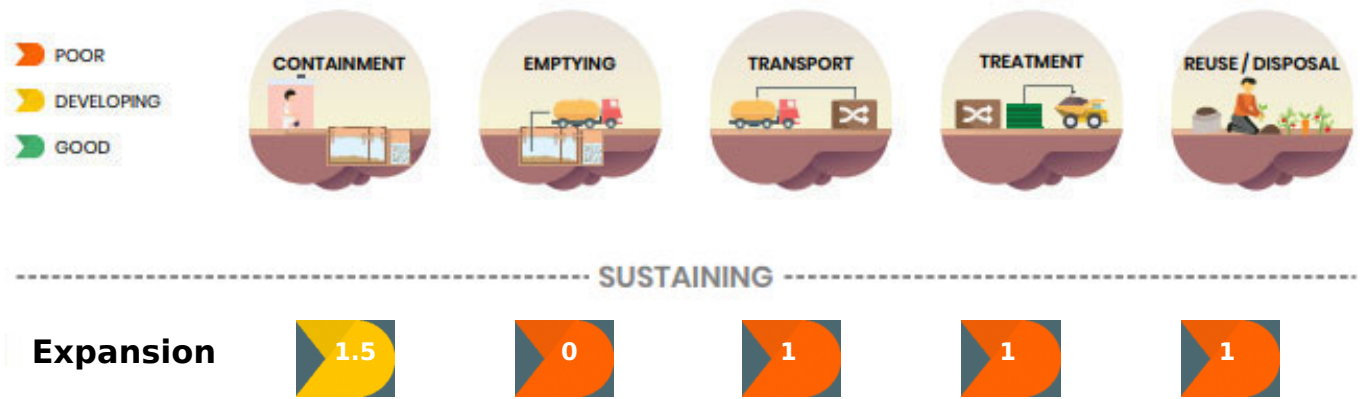 POOR
DEVELOPING
GOOD
CONTAINMENT
EMPTYING
TRANSPORT
TREATMENT
REUSE / DISPOSAL
SUSTAINING
Expansion 1.5 0 1 1 1